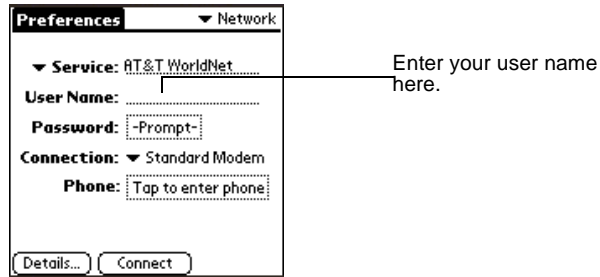 Preferences ▼ Network
▼ Service: AT&T WorldNet
Enter your user name
here.
User Name:
Password: -Prompt-
Connection: ▼ Standard Modem
Phone: Tap to enter phone
Details... Connect